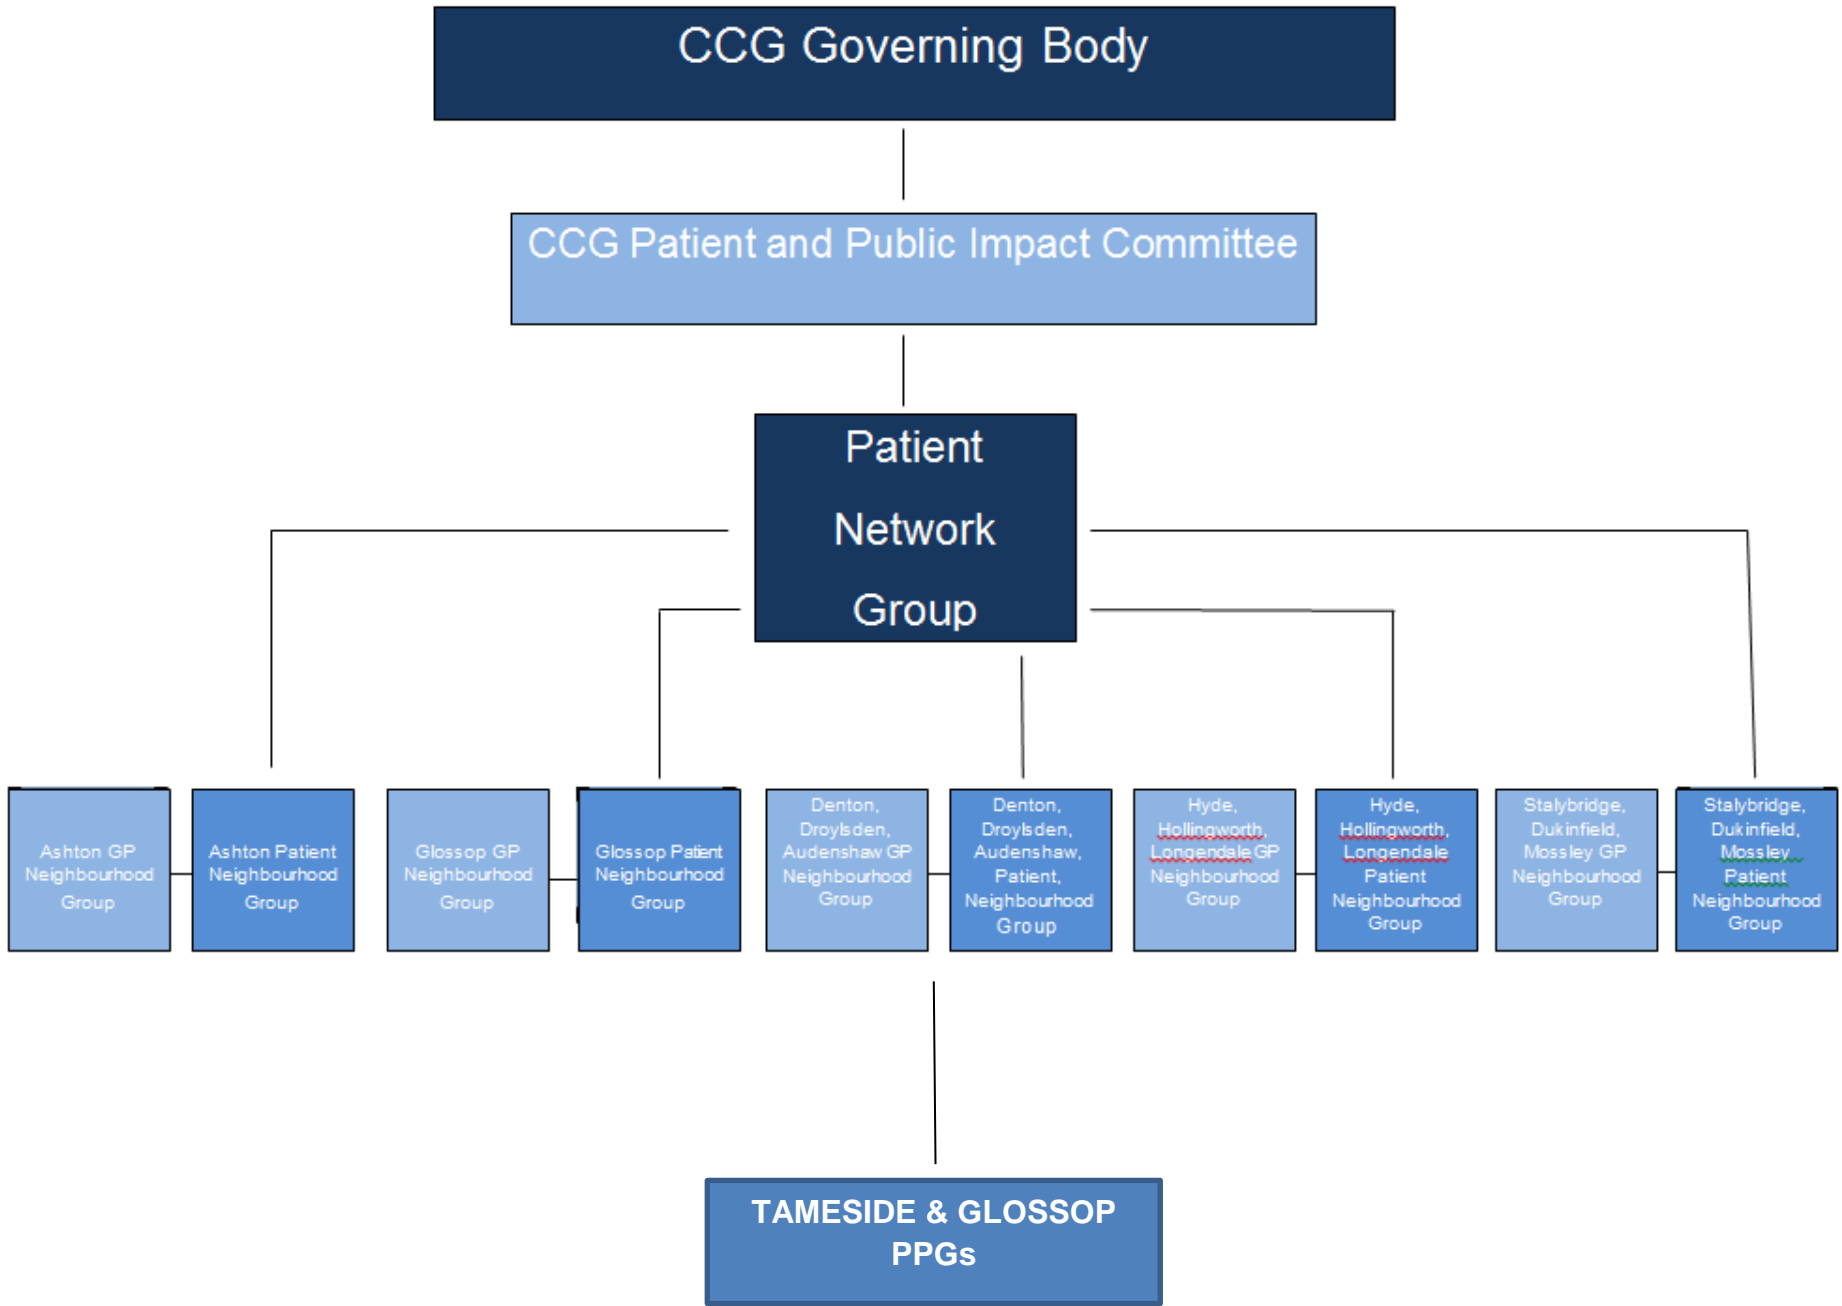 CCG Governing Body
CCG Patient and Public Impact Committee
Patient
Network
Group
Ashton GP
Neighbourhood
Group
Ashton Patient
Neighbourhood
Group
Glossop GP
Neighbourhood
Group
Glossop Patient
Neighbourhood
Group
Denton,
Droylsden,
Audenshaw GP
Neighbourhood
Group
Denton,
Droylsden,
Audenshaw,
Patient,
Neighbourhood
Group
Hyde,
Hollingworth,
Longendale GP
Neighbourhood
Group
Hyde,
Hollingworth,
Longendale
Patient
Neighbourhood
Group
Stalybridge,
Dukinfield,
Mossley GP
Neighbourhood
Group
Stalybridge,
Dukinfield,
Mossley
Patient
Neighbourhood
Group
TAMESIDE & GLOSSOP
PPGs